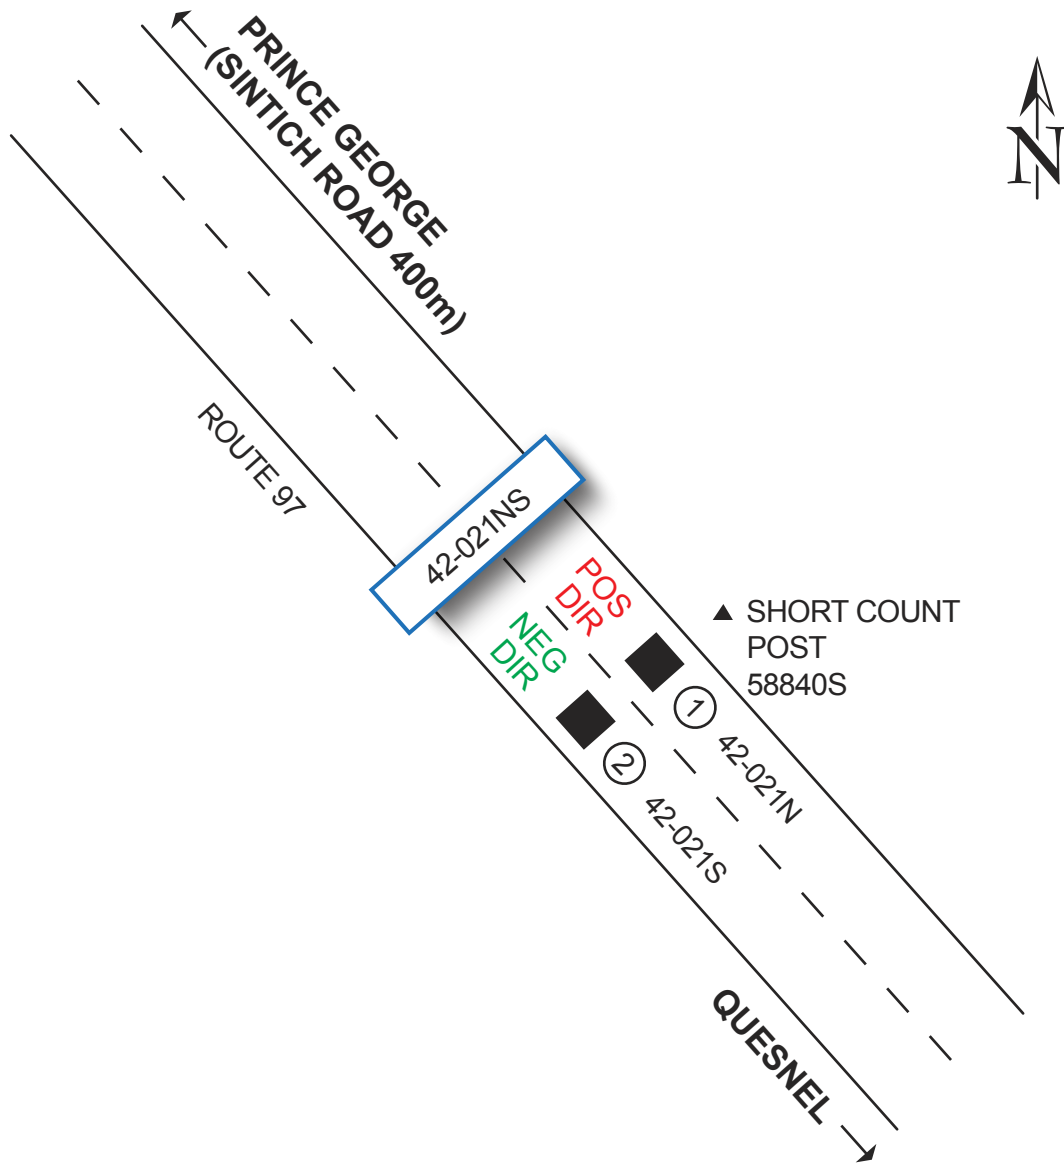 PRINCE GEORGE
(SINTICH ROAD 400m)
N
ROUTE 97
42-021NS
POS
DIR
NEG
DIR
▲ SHORT COUNT
POST
58840S
1 42-021N
2 42-021S
QUESNEL